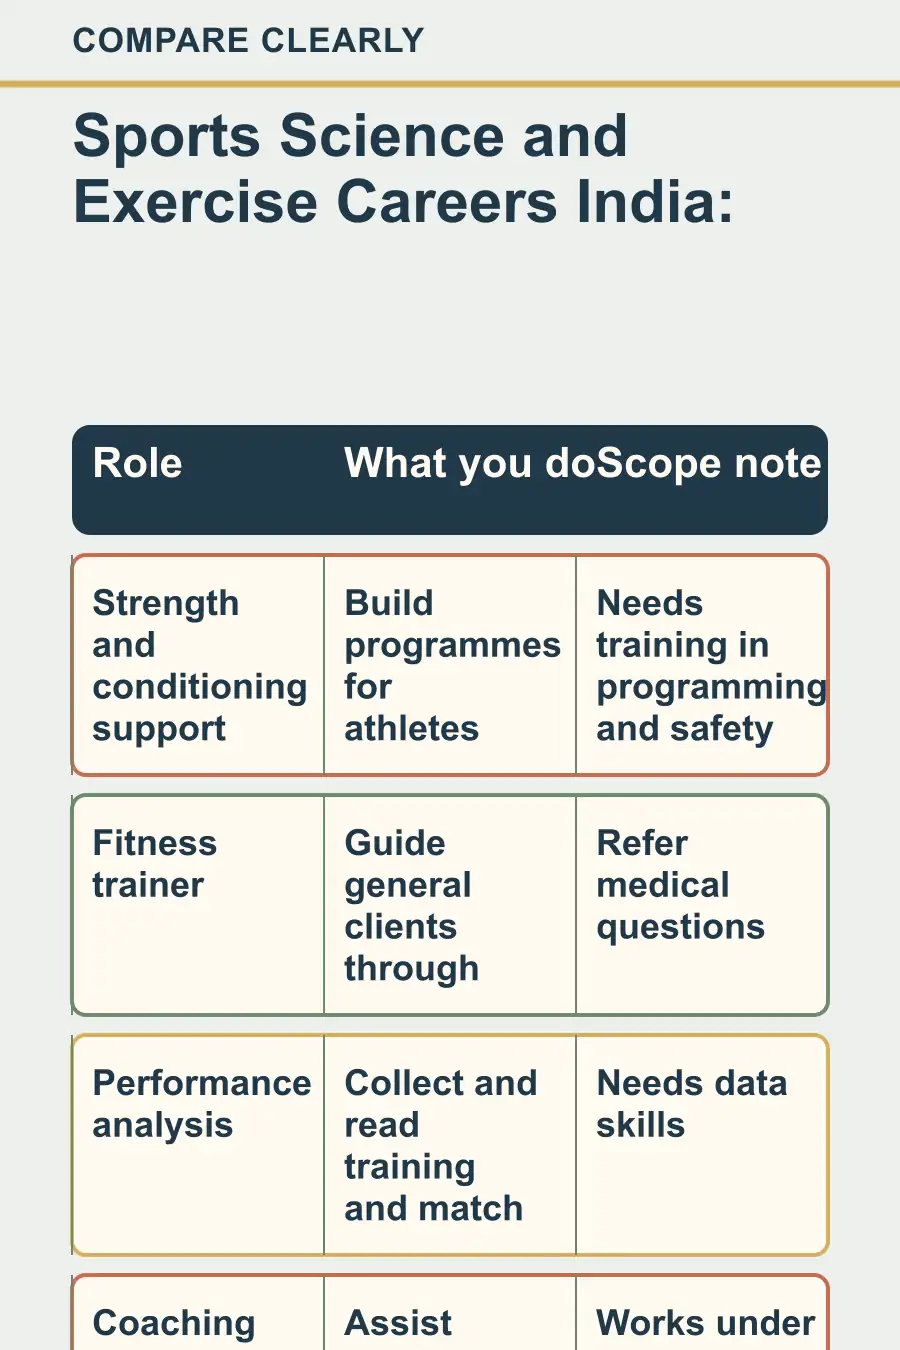 COMPARE CLEARLY
Sports Science and
Exercise Careers India:
Role
What you do
Scope note
Strength
and
conditioning
support
Build
programmes
for
athletes
Needs
training in
programming
and safety
Fitness
trainer
Guide
general
clients
through
Refer
medical
questions
Performance
analysis
Collect and
read
training
and match
Needs data
skills
Coaching
Assist
Works under